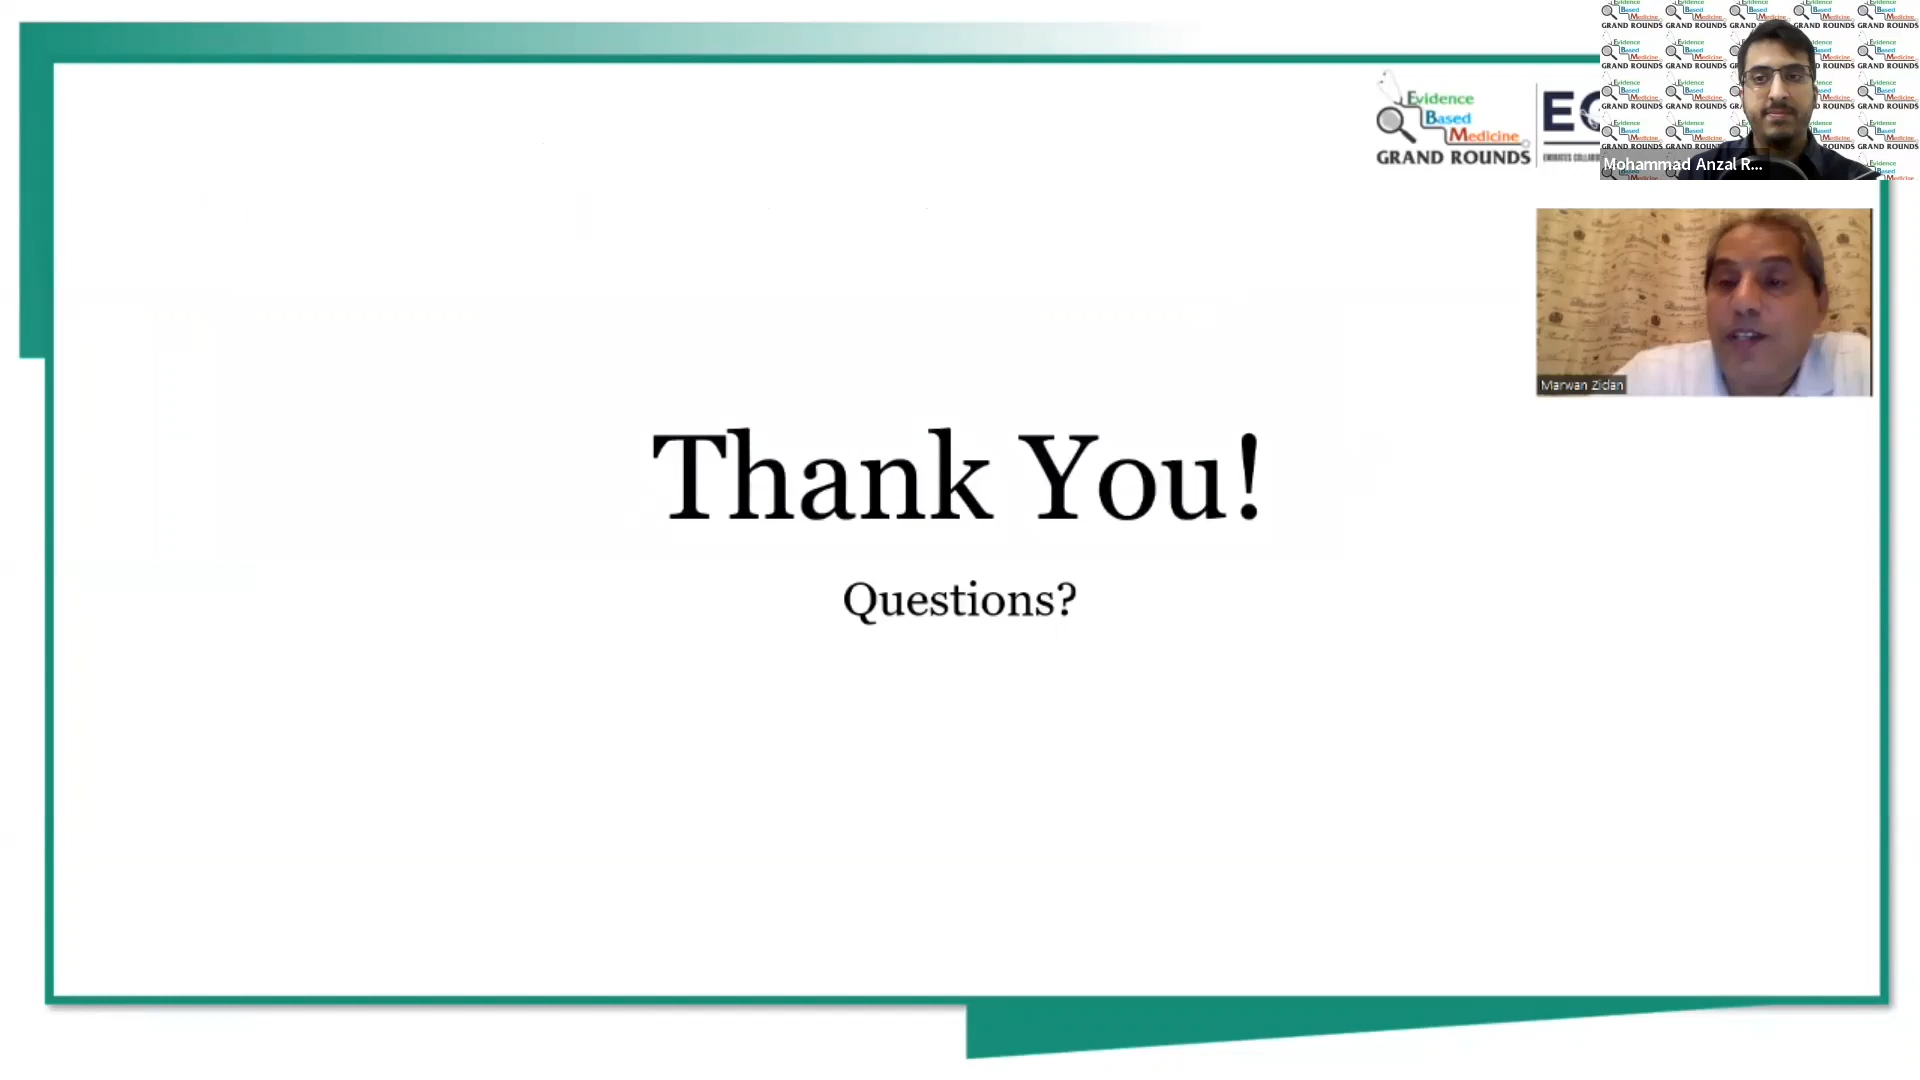 Evidence
Based
Medicine
GRAND ROUNDS
Mohammad Anzal R...
Marwan Zidan
Thank You!
Questions?